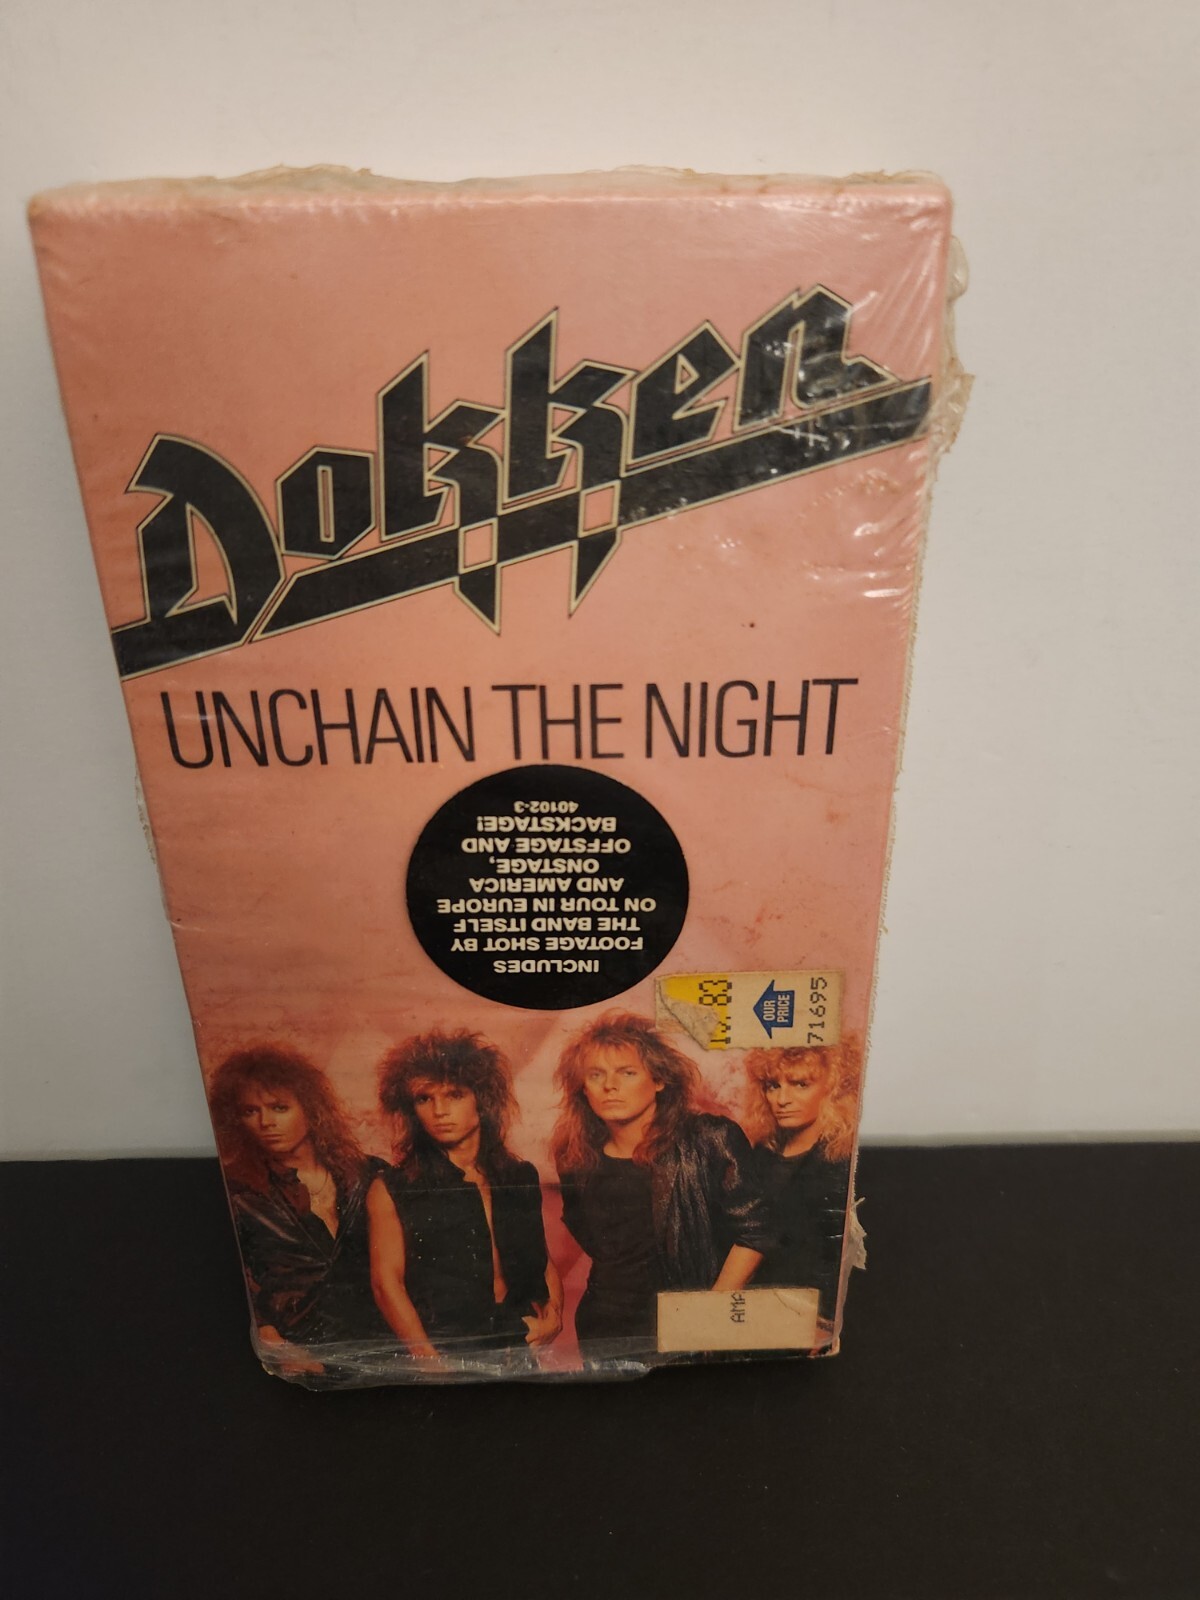 Dokken
UNCHAIN THE NIGHT
INCLUDES
FOOTAGE SHOT BY
THE BAND ITSELF
ON TOUR IN EUROPE
AND AMERICA
ONSTAGE,
OFFSTAGE AND
BACKSTAGE!
40102-3
.83
OUR
PRICE
71695
AMA